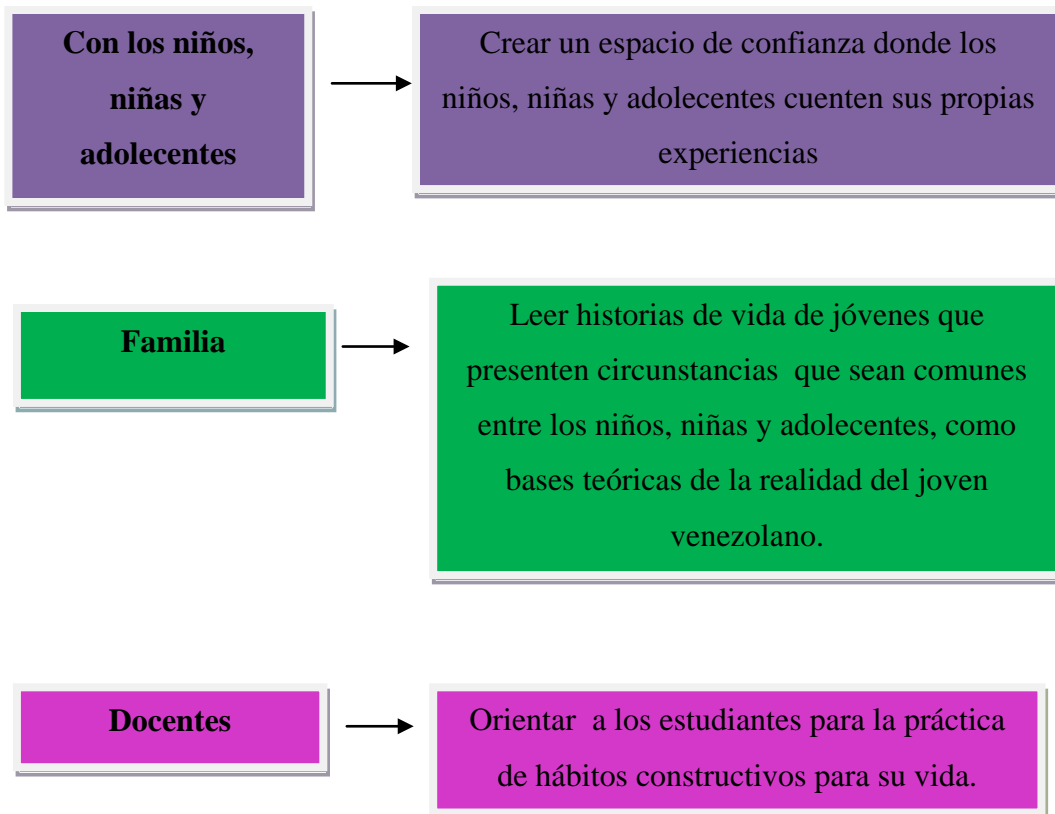 Con los niños,
niñas y
adolecentes
Crear un espacio de confianza donde los
niños, niñas y adolecentes cuenten sus propias
experiencias
Familia
Leer historias de vida de jóvenes que
presenten circunstancias que sean comunes
entre los niños, niñas y adolecentes, como
bases teóricas de la realidad del joven
venezolano.
Docentes
Orientar a los estudiantes para la práctica
de hábitos constructivos para su vida.